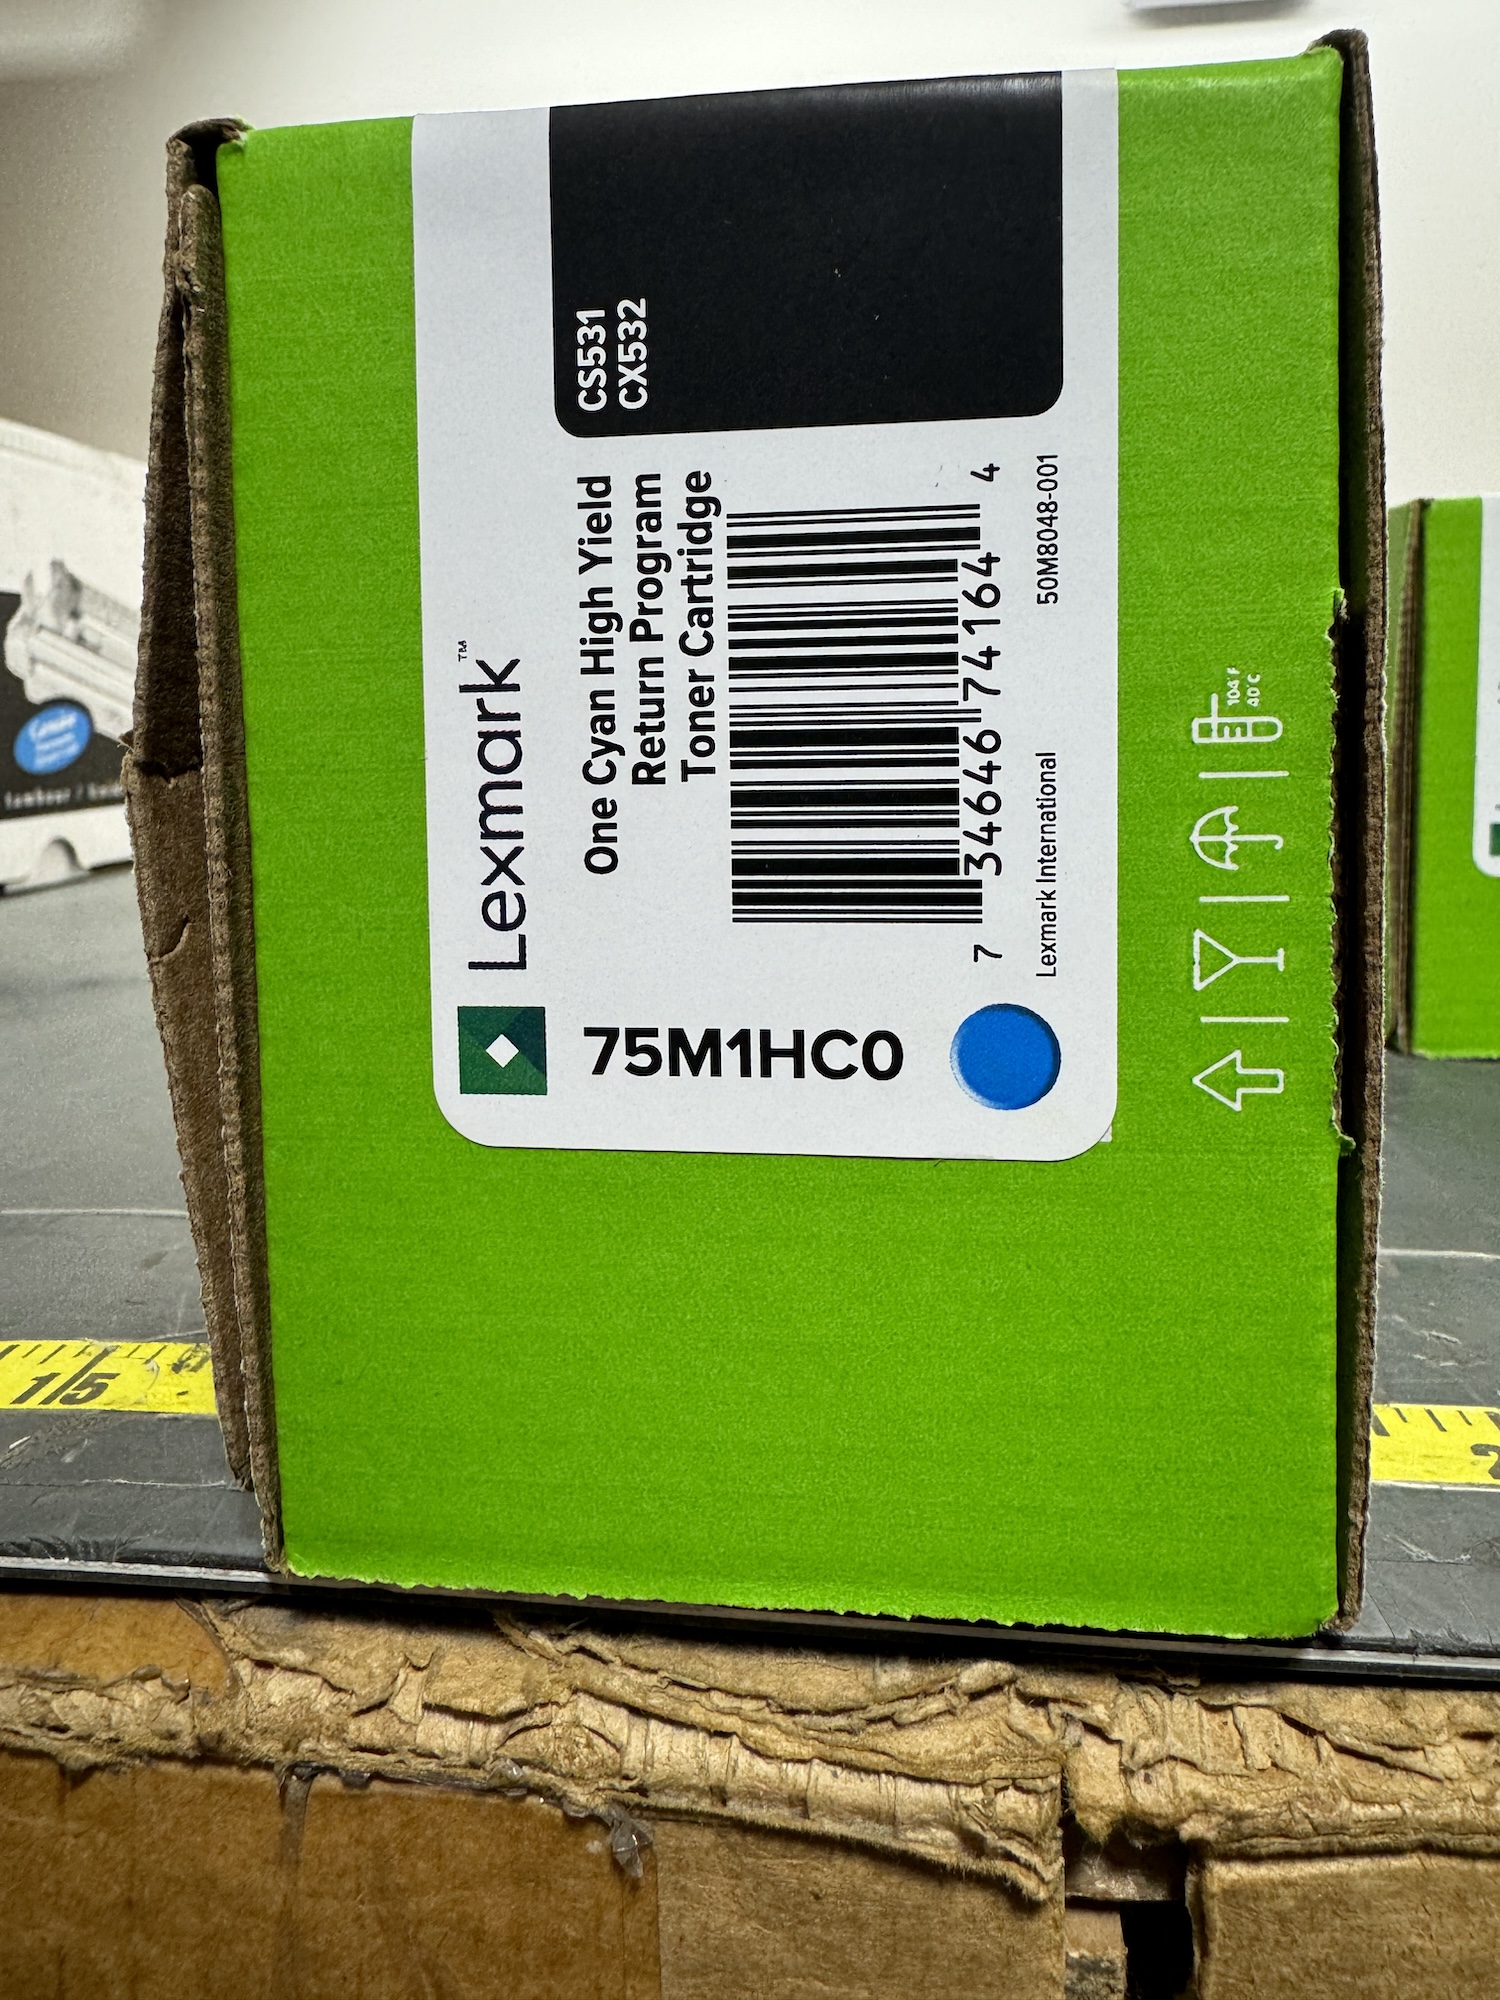 Lexmark™
One Cyan High Yield
Return Program
Toner Cartridge
CS531
CX532
75M1HC0
7 34646 74164 4
Lexmark International
50M8048-001
104°F
40°C
15